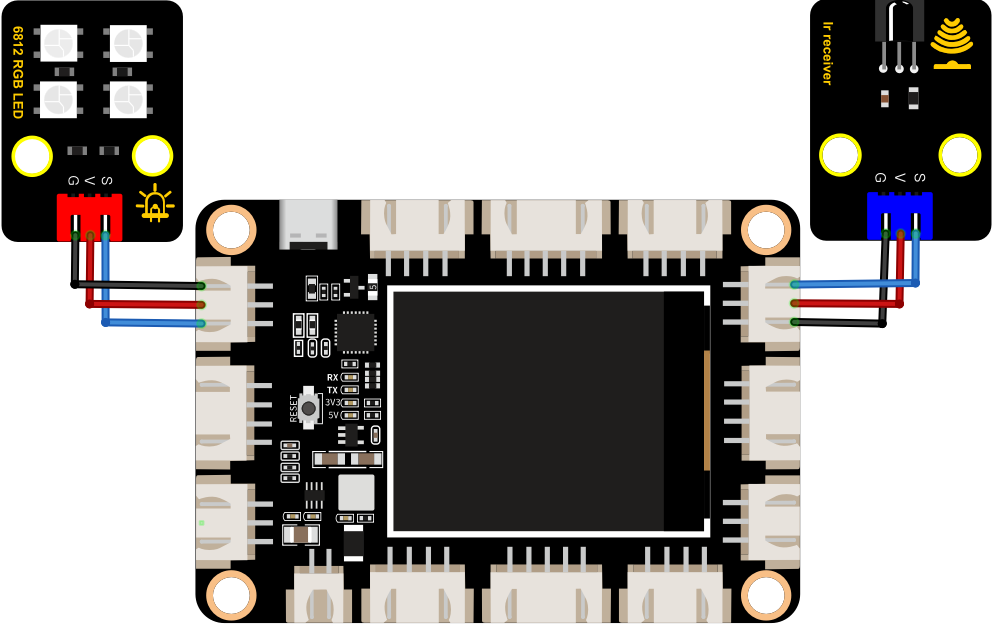 6812 RGB LED
G V S
Ir receiver
G V S
5
RX
TX
3V3
5V
RESET